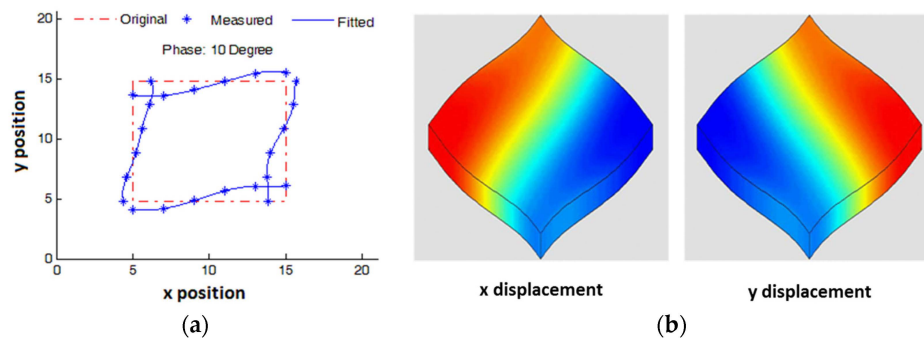 20
Original
Measured
Fitted
Phase: 10 Degree
15
10
5
0
0
5
10
15
20
y position
x position
(a)
x displacement
y displacement
(b)